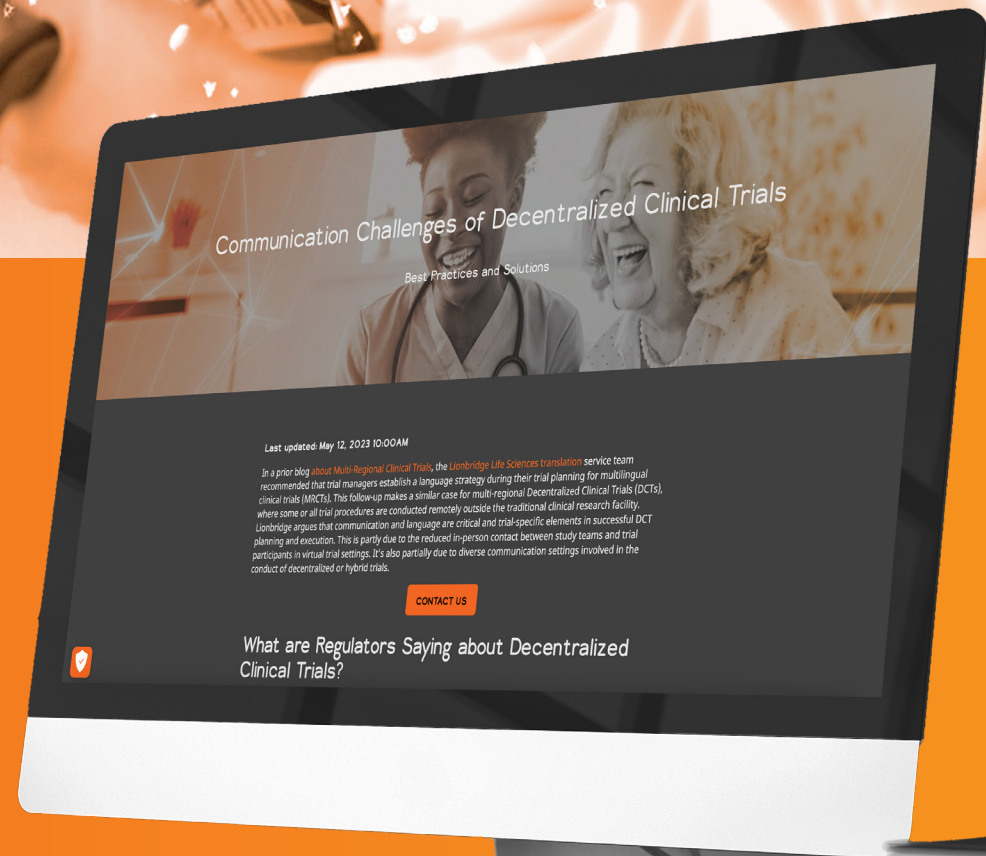 Communication Challenges of Decentralized Clinical Trials
Best Practices and Solutions
Last updated: May 12, 2023 10:00AM
In a prior blog about Multi-Regional Clinical Trials, the Lionbridge Life Sciences translation service team
recommended that trial managers establish a language strategy during their trial planning for multilingual
clinical trials (MRCTs). This follow-up makes a similar case for multi-regional Decentralized Clinical Trials (DCTs),
where some or all trial procedures are conducted remotely outside the traditional clinical research facility.
Lionbridge argues that communication and language are critical and trial-specific elements in successful DCT
planning and execution. This is partly due to the reduced in-person contact between study teams and trial
participants in virtual trial settings. It's also partially due to diverse communication settings involved in the
conduct of decentralized or hybrid trials.
CONTACT US
What are Regulators Saying about Decentralized
Clinical Trials?